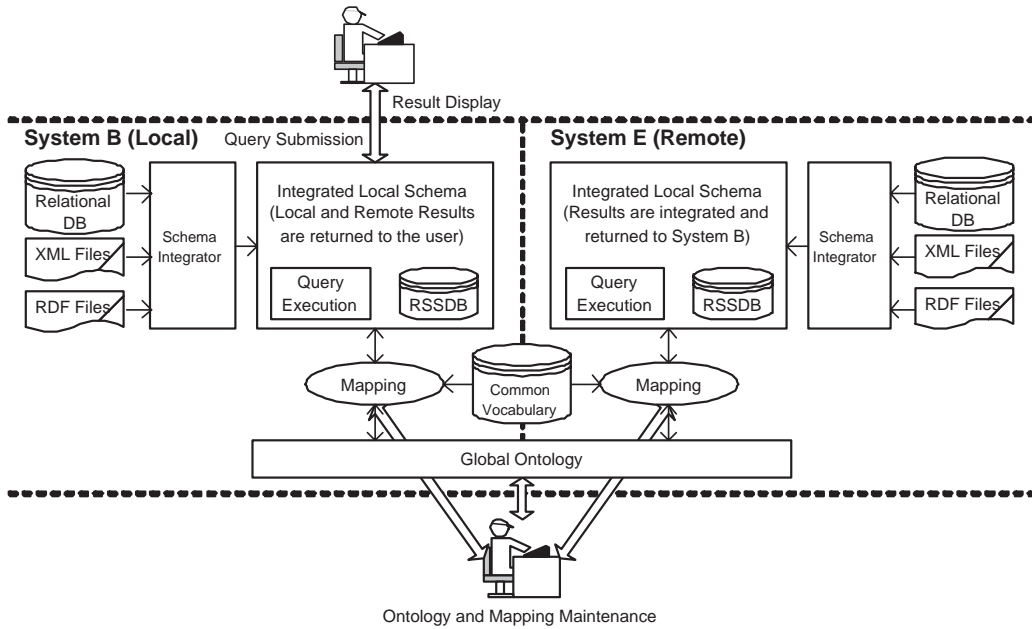 Result Display
System B (Local)
Query Submission
System E (Remote)
Relational
DB
XML Files
RDF Files
Schema
Integrator
Integrated Local Schema
(Local and Remote Results
are returned to the user)
Query
Execution
RSSDB
Integrated Local Schema
(Results are integrated and
returned to System B)
Query
Execution
RSSDB
Schema
Integrator
Relational
DB
XML Files
RDF Files
Mapping
Common
Vocabulary
Mapping
Global Ontology
Ontology and Mapping Maintenance